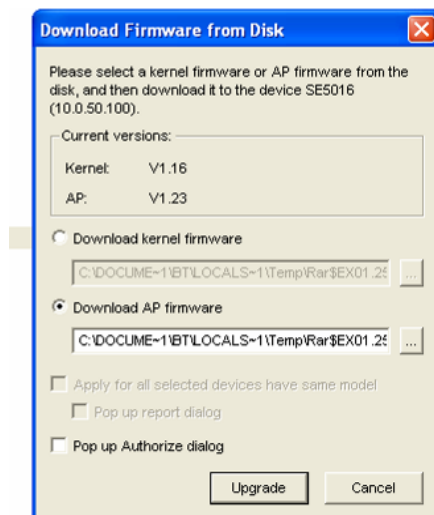 Download Firmware from Disk
Please select a kernel firmware or AP firmware from the
disk, and then download it to the device SE5016
(10.0.50.100).
Current versions:
Kernel: V1.16
AP: V1.23
Download kernel firmware
C:\DOCUME~1\BT\LOCALS~1\Temp\Rar$EX01.25 ...
Download AP firmware
C:\DOCUME~1\BT\LOCALS~1\Temp\Rar$EX01.25 ...
Apply for all selected devices have same model
Pop up report dialog
Pop up Authorize dialog
Upgrade Cancel